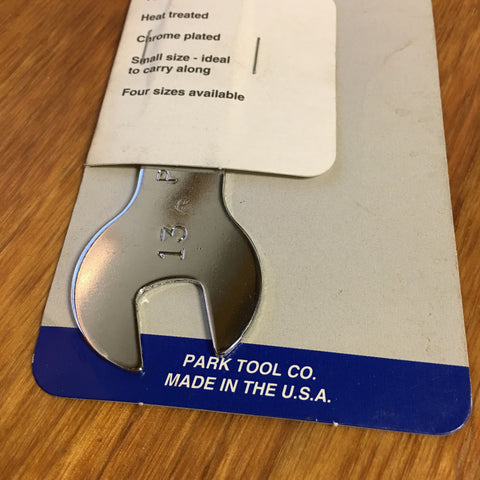 Heat treated
Chrome plated
Small size - ideal
to carry along
Four sizes available
P
13
PARK TOOL CO.
MADE IN THE U.S.A.